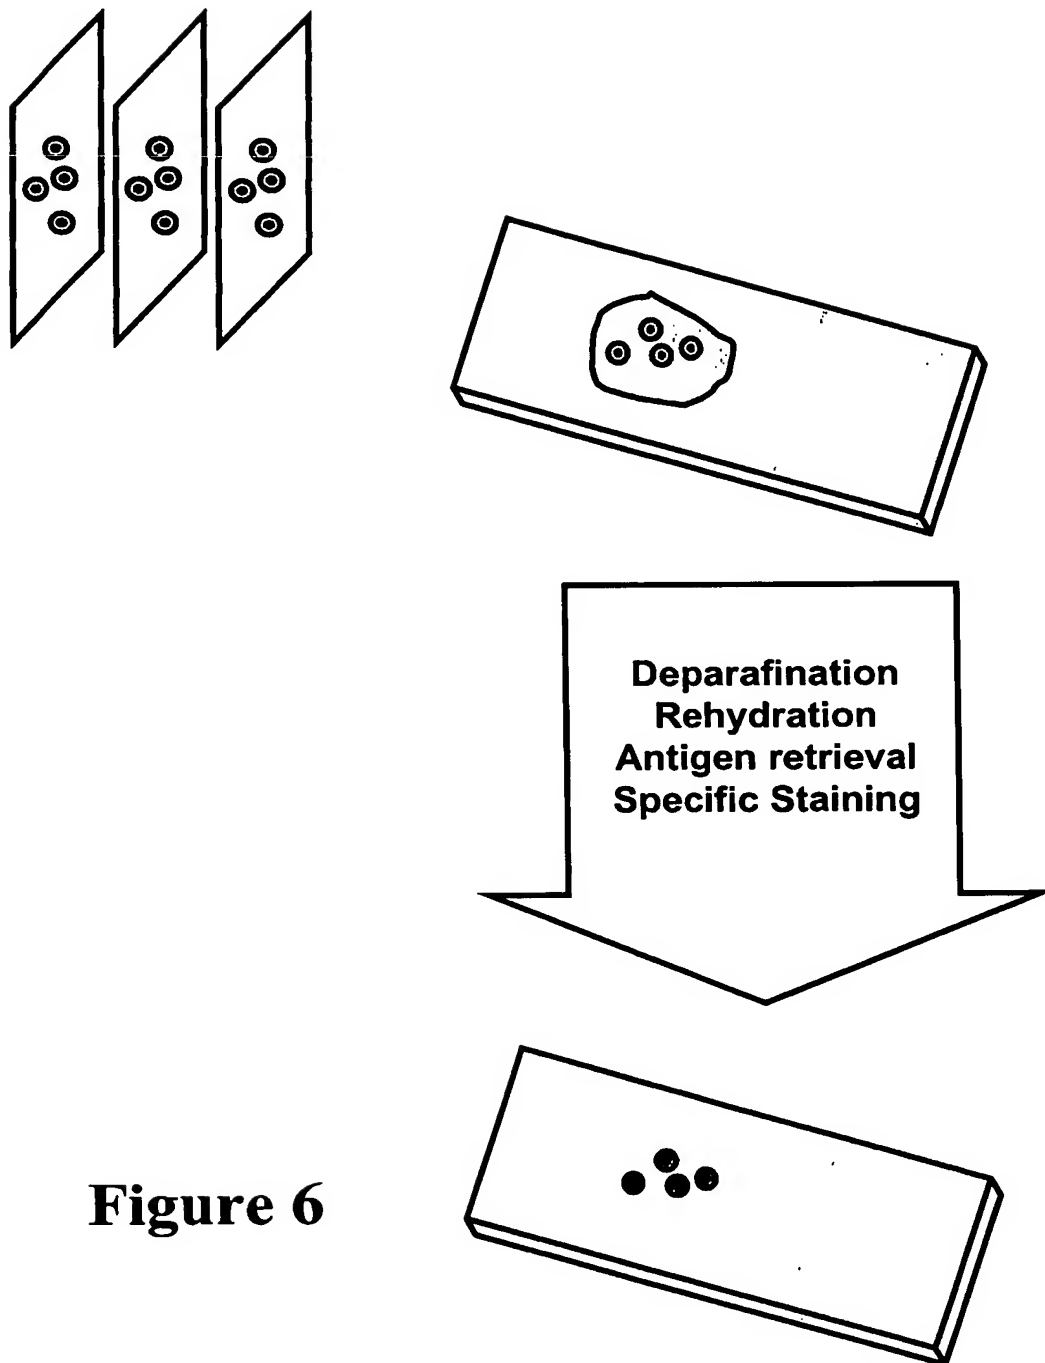 Deparafination
Rehydration
Antigen retrieval
Specific Staining
Figure 6